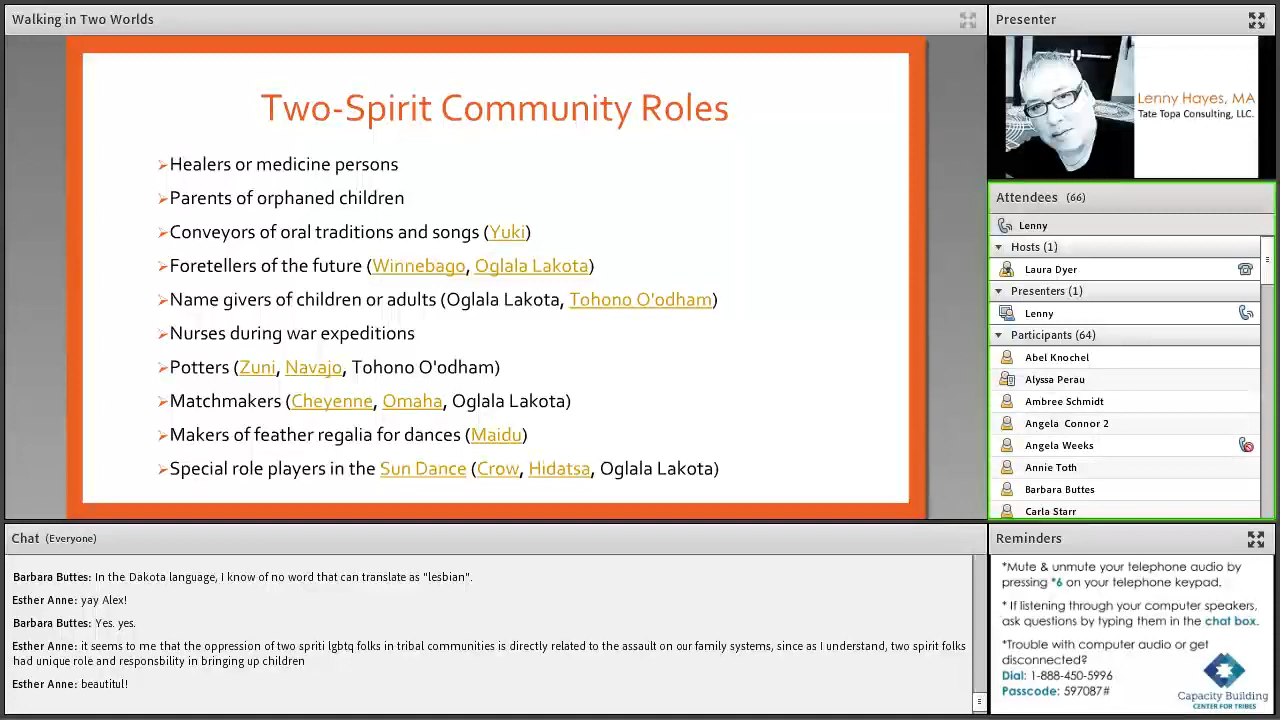 Walking in Two Worlds
Two-Spirit Community Roles
➢Healers or medicine persons
➢Parents of orphaned children
➢Conveyors of oral traditions and songs (Yuki)
➢Foretellers of the future (Winnebago, Oglala Lakota)
➢Name givers of children or adults (Oglala Lakota, Tohono O'odham)
➢Nurses during war expeditions
➢Potters (Zuni, Navajo, Tohono O'odham)
➢Matchmakers (Cheyenne, Omaha, Oglala Lakota)
➢Makers of feather regalia for dances (Maidu)
➢Special role players in the Sun Dance (Crow, Hidatsa, Oglala Lakota)
Presenter
Lenny Hayes, MA
Tate Topa Consulting, LLC.
Attendees (66)
Lenny
Hosts (1)
Laura Dyer
Presenters (1)
Lenny
Participants (64)
Abel Knochel
Alyssa Perau
Ambree Schmidt
Angela Connor 2
Angela Weeks
Annie Toth
Barbara Buttes
Carla Starr
Chat (Everyone)
Barbara Buttes: In the Dakota language, I know of no word that can translate as "lesbian".
Esther Anne: yay Alex!
Barbara Buttes: Yes. yes.
Esther Anne: it seems to me that the oppression of two spriti lgbtq folks in tribal communities is directly related to the assault on our family systems, since as I understand, two spirit folks
had unique role and responsbility in bringing up children
Esther Anne: beautitul!
Reminders
*Mute & unmute your telephone audio by
pressing *6 on your telephone keypad.
* If listening through your computer speakers,
ask questions by typing them in the chat box.
*Trouble with computer audio or get
disconnected?
Dial: 1-888-450-5996
Passcode: 597087#
Capacity Building
CENTER FOR TRIBES